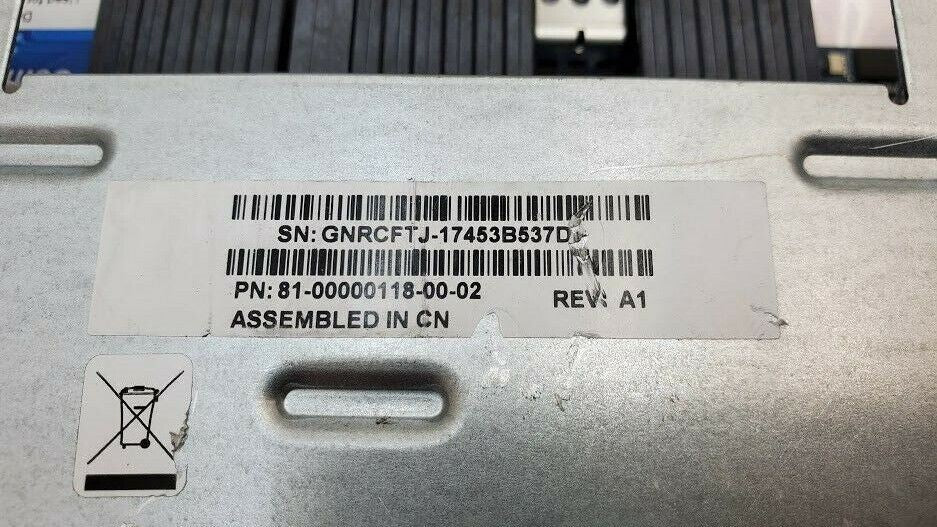 SN: GNRCFTJ-17453B537D
PN: 81-00000118-00-02
REV: A1
ASSEMBLED IN CN